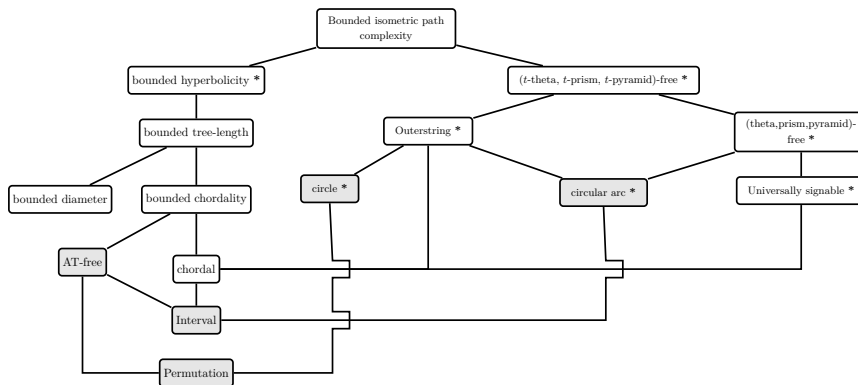 Bounded isometric path
complexity
bounded hyperbolicity *
(t-theta, t-prism, t-pyramid)-free *
bounded tree-length
Outerstring *
(theta,prism,pyramid)-
free *
bounded diameter
bounded chordality
circle *
circular arc *
Universally signable *
AT-free
chordal
Interval
Permutation